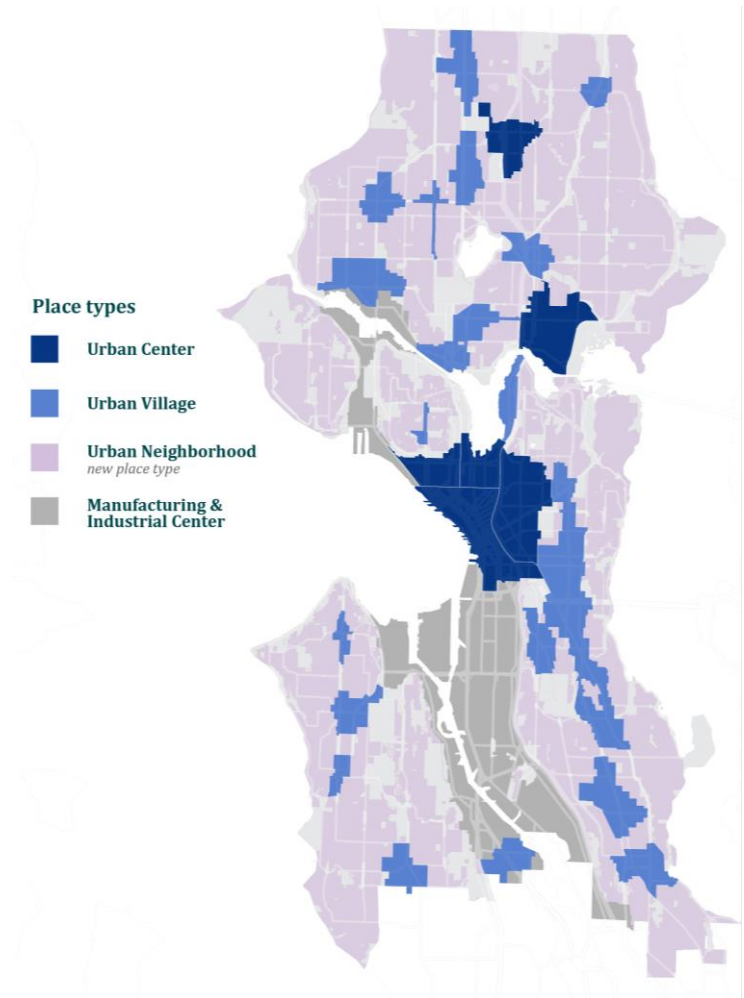 Place types
Urban Center
Urban Village
Urban Neighborhood
new place type
Manufacturing &
Industrial Center